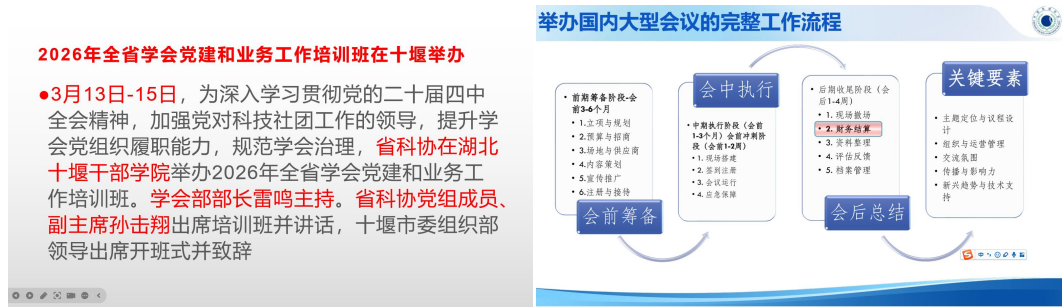 2026年全省学会党建和业务工作培训班在十堰举办
●3月13日-15日，为深入学习贯彻党的二十届四中
全会精神，加强党对科技社团工作的领导，提升学
会党组织履职能力，规范学会治理，省科协在湖北
十堰干部学院举办2026年全省学会党建和业务工
作培训班。学会部部长雷鸣主持。省科协党组成员、
副主席孙击翔出席培训班并讲话，十堰市委组织部
领导出席开班式并致辞
举办国内大型会议的完整工作流程
• 前期筹备阶段-会
前3-6个月
• 1.立项与规划
• 2.预算与招商
• 3.场地与供应商
• 4.内容策划
• 5.宣传推广
• 6.注册与接待
会前筹备
会中执行
• 中期执行阶段（会前
1-3个月）会前冲刺阶
段（会前1-2周）
• 1. 现场搭建
• 2. 签到注册
• 3. 会议运行
• 4. 应急保障
• 后期收尾阶段（会
后1-4周）
• 1. 现场撤场
• 2. 财务结算
• 3. 资料整理
• 4. 评估反馈
• 5. 档案管理
会后总结
关键要素
• 主题定位与议程设
计
• 组织与运营管理
• 交流氛围
• 传播与影响力
• 新兴趋势与技术支
持
中